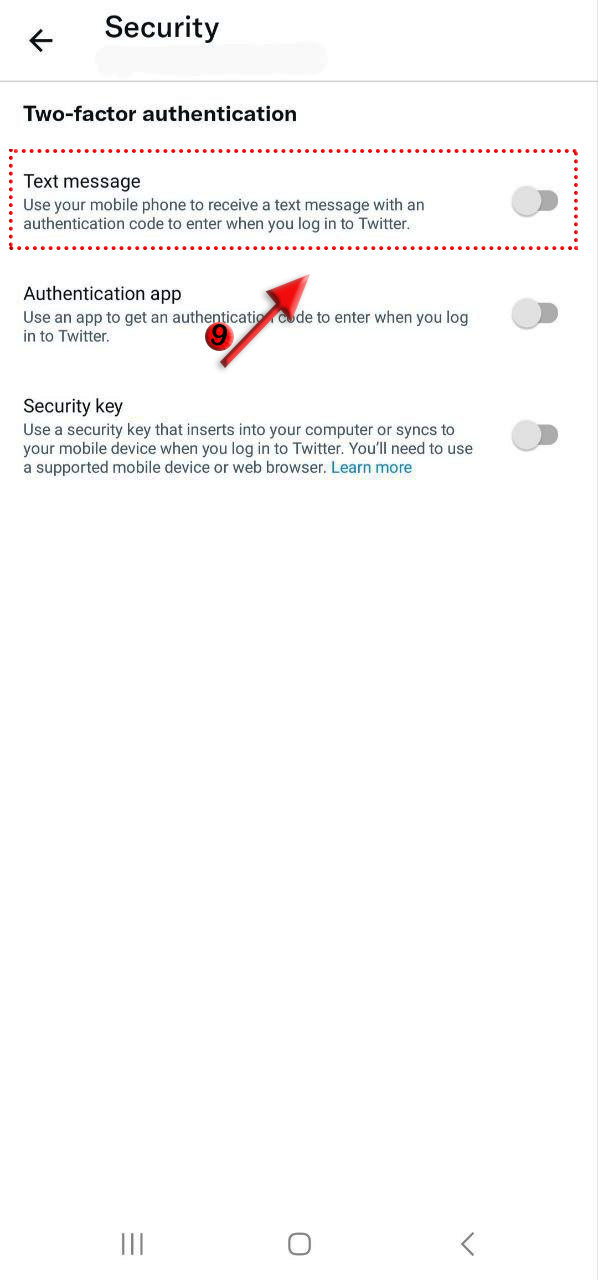 Security
Two-factor authentication
Text message
Use your mobile phone to receive a text message with an
authentication code to enter when you log in to Twitter.
Authentication app
Use an app to get an authentication code to enter when you log
in to Twitter.
9
Security key
Use a security key that inserts into your computer or syncs to
your mobile device when you log in to Twitter. You’ll need to use
a supported mobile device or web browser. Learn more